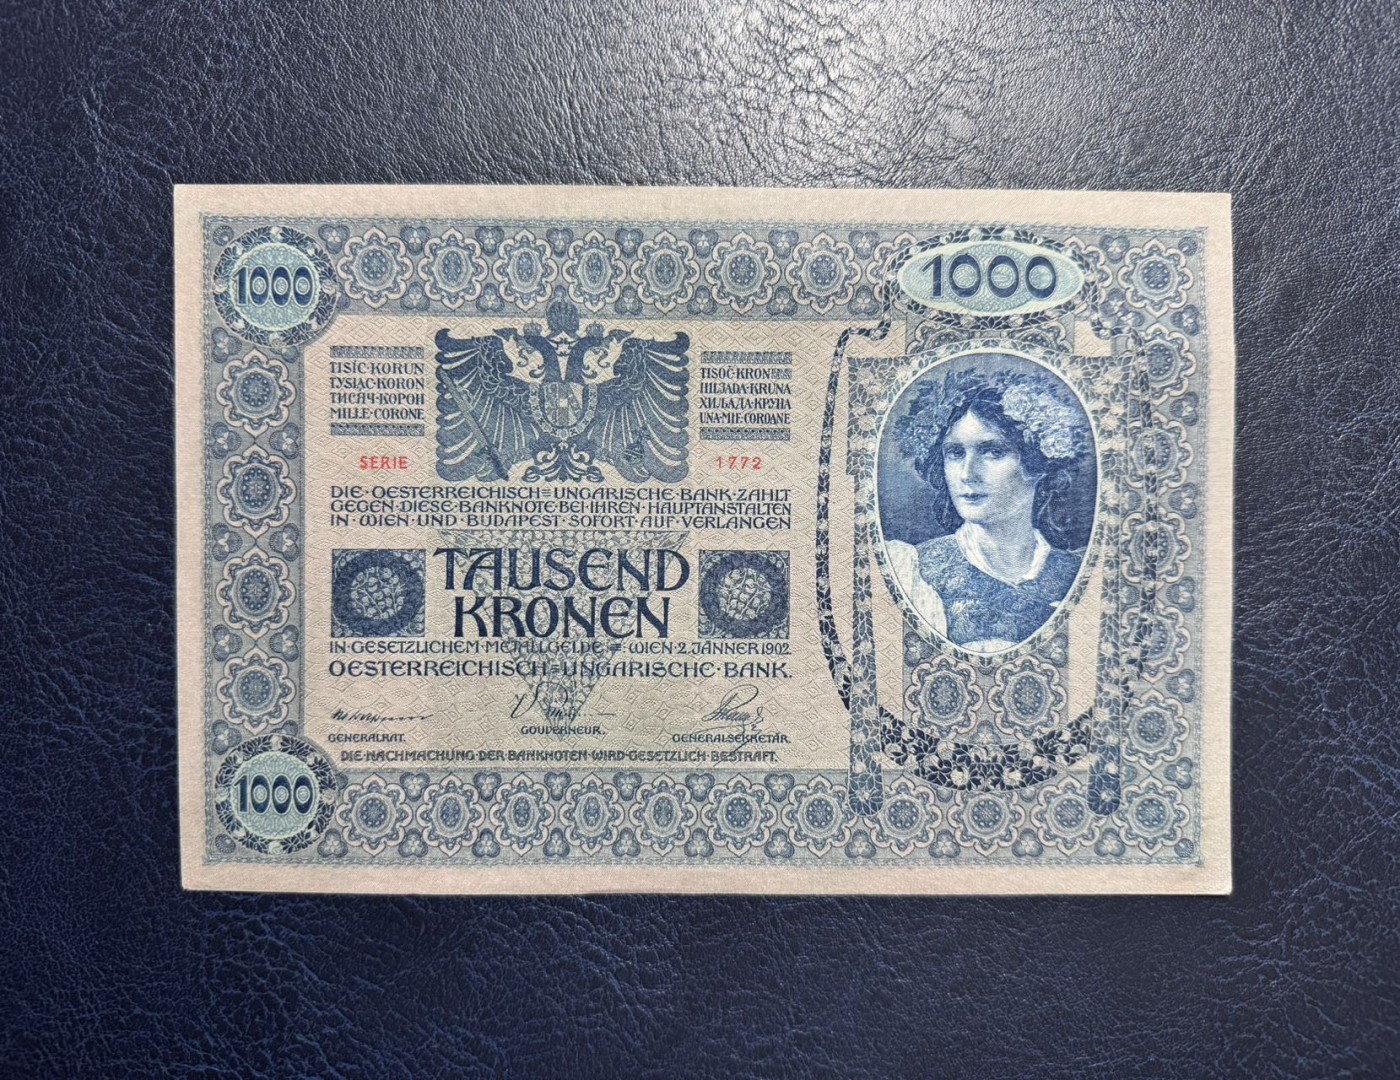 1000
1000
TISÍC·KORUN
TYSIĄC·KORON
ТИСЯЧ·КОРОН
MILLE·CORONE
TISOČ·KRON
HILJADA·KRUNA
ХИЉАДА·КРУНА
UNA·MIE·COROANE
SERIE 1772
DIE·OESTERREICHISCH=UNGARISCHE·BANK·ZAHLT
GEGEN·DIESE·BANKNOTE·BEI·IHREN·HAUPTANSTALTEN
IN·WIEN·UND·BUDAPEST·SOFORT·AUF·VERLANGEN
TAUSEND
KRONEN
IN GESETZLICHEM METALLGELDE = WIEN·2.JÄNNER 1902.
OESTERREICHISCH=UNGARISCHE·BANK.
GENERALRAT.
GOUVERNEUR.
GENERALSEKRETÄR.
DIE·NACHMACHUNG·DER·BANKNOTEN·WIRD·GESETZLICH·BESTRAFT.
1000